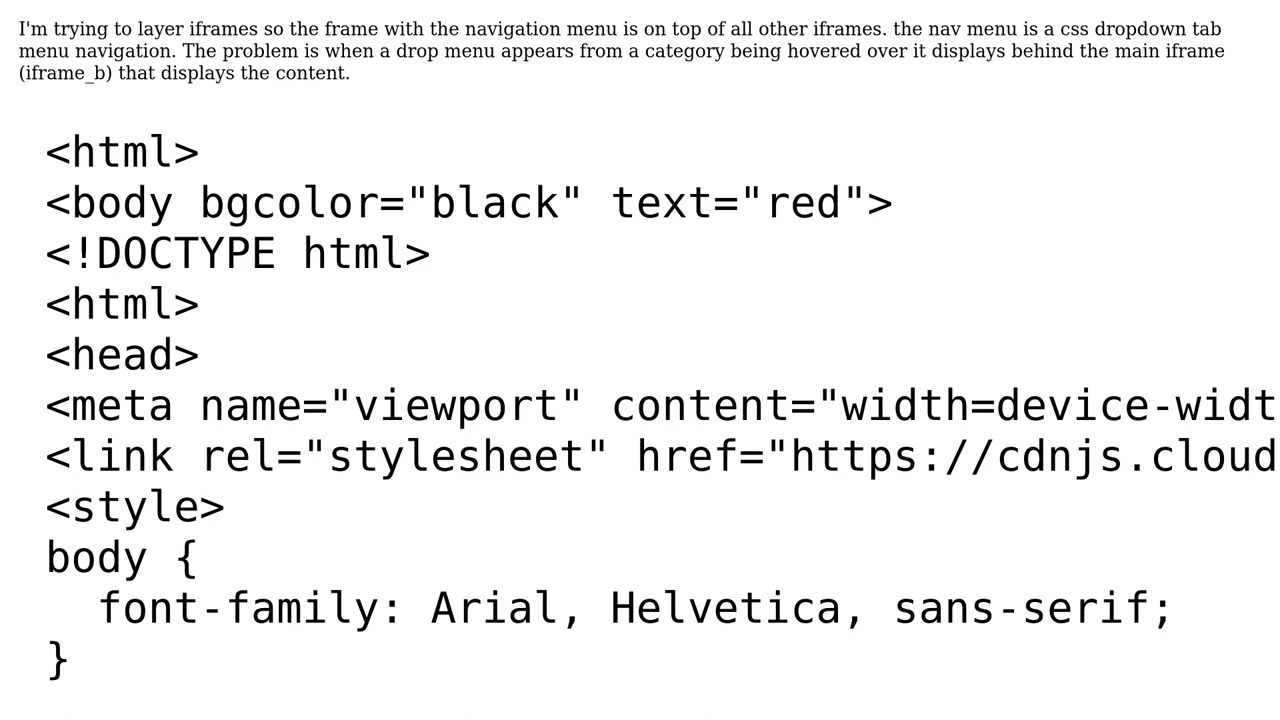 I'm trying to layer iframes so the frame with the navigation menu is on top of all other iframes. the nav menu is a css dropdown tab
menu navigation. The problem is when a drop menu appears from a category being hovered over it displays behind the main iframe
(iframe_b) that displays the content.
<html>
<body bgcolor="black" text="red">
<!DOCTYPE html>
<html>
<head>
<meta name="viewport" content="width=device-widt
<link rel="stylesheet" href="https://cdnjs.cloud
<style>
body {
  font-family: Arial, Helvetica, sans-serif;
}